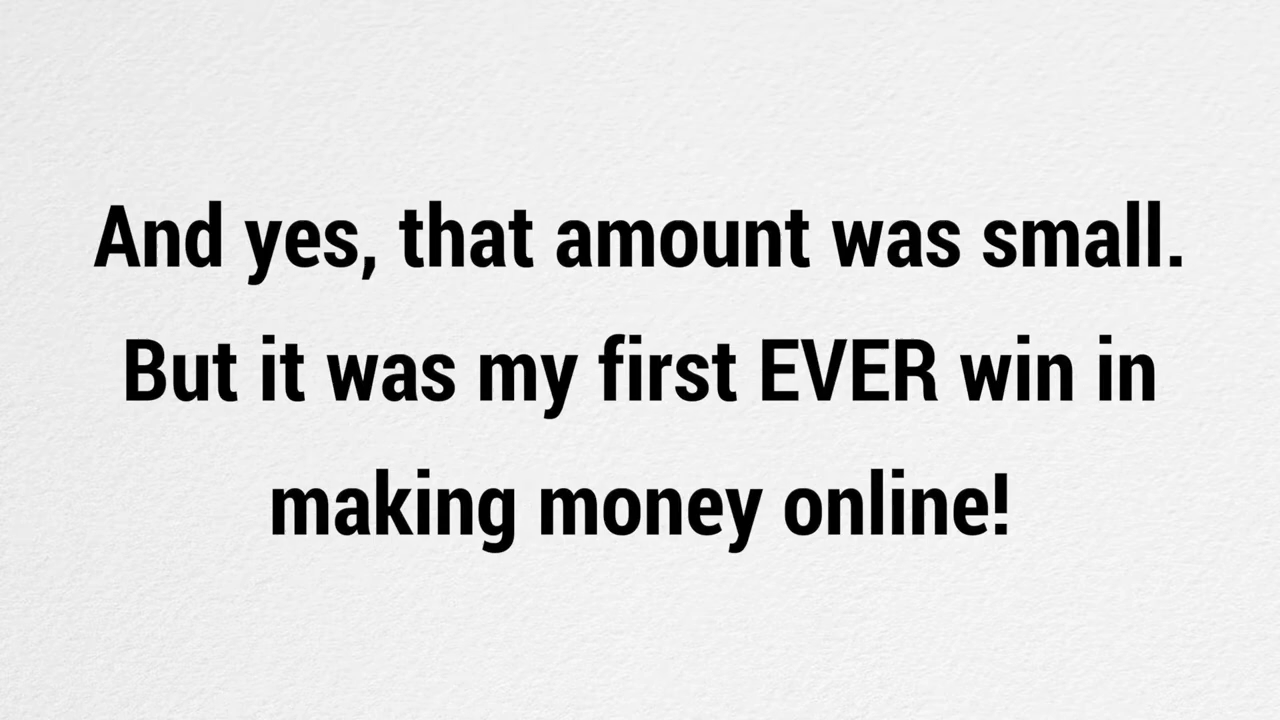 And yes, that amount was small.
But it was my first EVER win in
making money online!